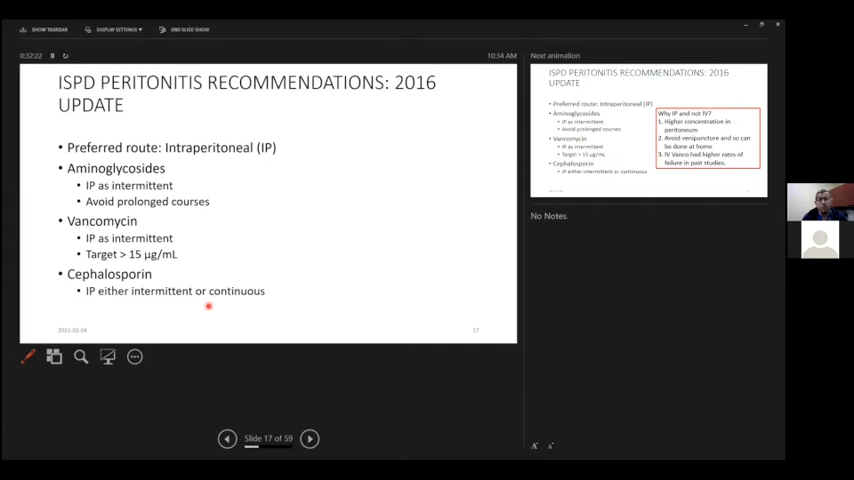 SHOW TASKBAR
DISPLAY SETTINGS
END SLIDE SHOW
0:32:22
10:34 AM
ISPD PERITONITIS RECOMMENDATIONS: 2016
UPDATE
• Preferred route: Intraperitoneal (IP)
• Aminoglycosides
• IP as intermittent
• Avoid prolonged courses
• Vancomycin
• IP as intermittent
• Target > 15 µg/mL
• Cephalosporin
• IP either intermittent or continuous
2021-02-04
17
Next animation
ISPD PERITONITIS RECOMMENDATIONS: 2016
UPDATE
• Preferred route: Intraperitoneal (IP)
• Aminoglycosides
• IP as intermittent
• Avoid prolonged courses
• Vancomycin
• IP as intermittent
• Target > 15 µg/mL
• Cephalosporin
• IP either intermittent or continuous
Why IP and not IV?
1. Higher concentration in
peritoneum
2. Avoid venipuncture and so can
be done at home
3. IV Vanco had higher rates of
failure in past studies.
No Notes.
Slide 17 of 59
A
A